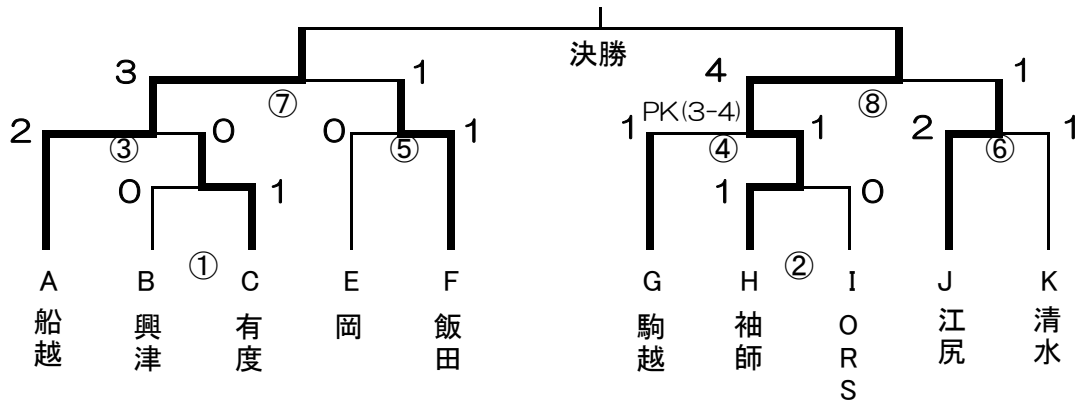 決勝
3 1 4 1
⑦ ⑧
2 0 0 1 1 PK(3-4) 1 2 1
③ ⑤ ④ ⑥
0 1 1 0
① ②
A B C E F G H I J K
船越
興津
有度
岡
飯田
駒越
袖師
ORS
江尻
清水